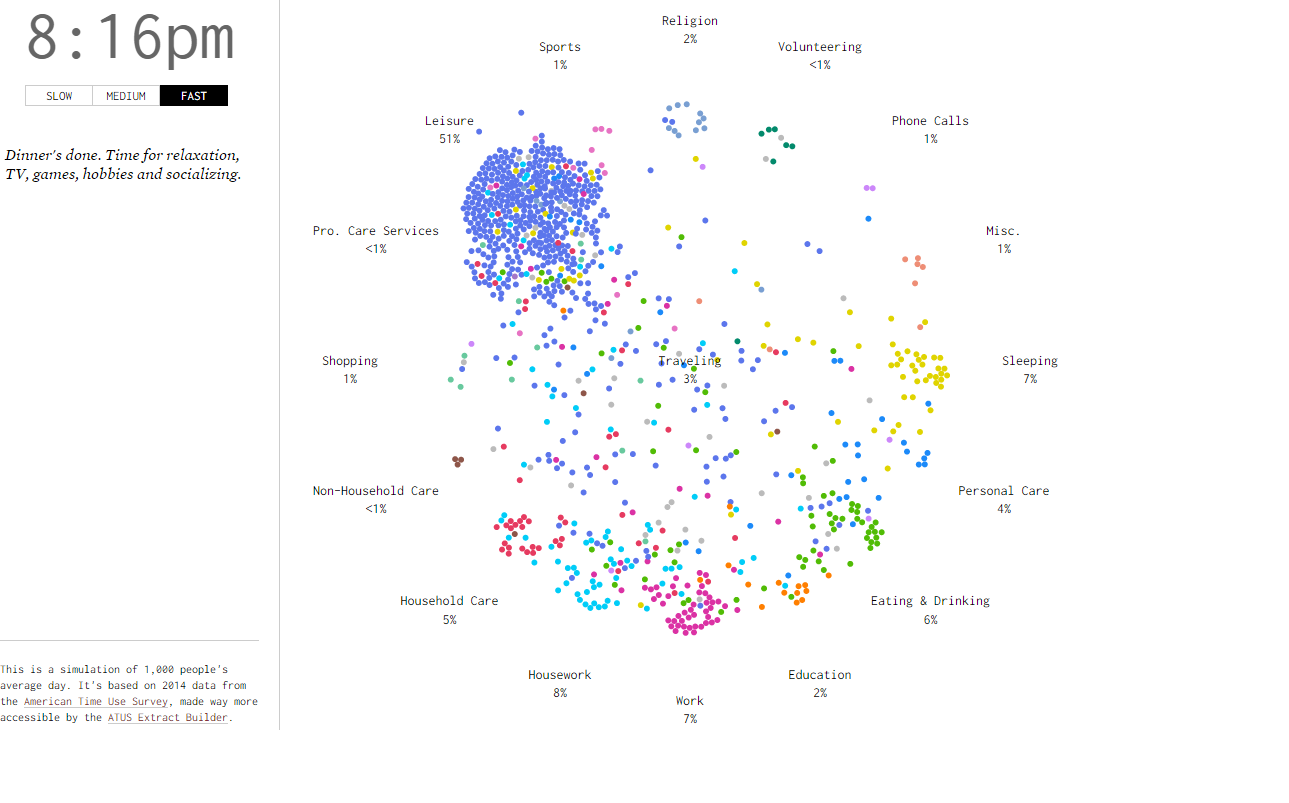 8:16pm
SLOW MEDIUM FAST
Dinner's done. Time for relaxation,
TV, games, hobbies and socializing.
This is a simulation of 1,000 people's
average day. It's based on 2014 data from
the American Time Use Survey, made way more
accessible by the ATUS Extract Builder.
Religion
2%
Sports
1%
Volunteering
<1%
Leisure
51%
Phone Calls
1%
Pro. Care Services
<1%
Misc.
1%
Shopping
1%
Traveling
3%
Sleeping
7%
Non-Household Care
<1%
Personal Care
4%
Household Care
5%
Eating & Drinking
6%
Housework
8%
Education
2%
Work
7%